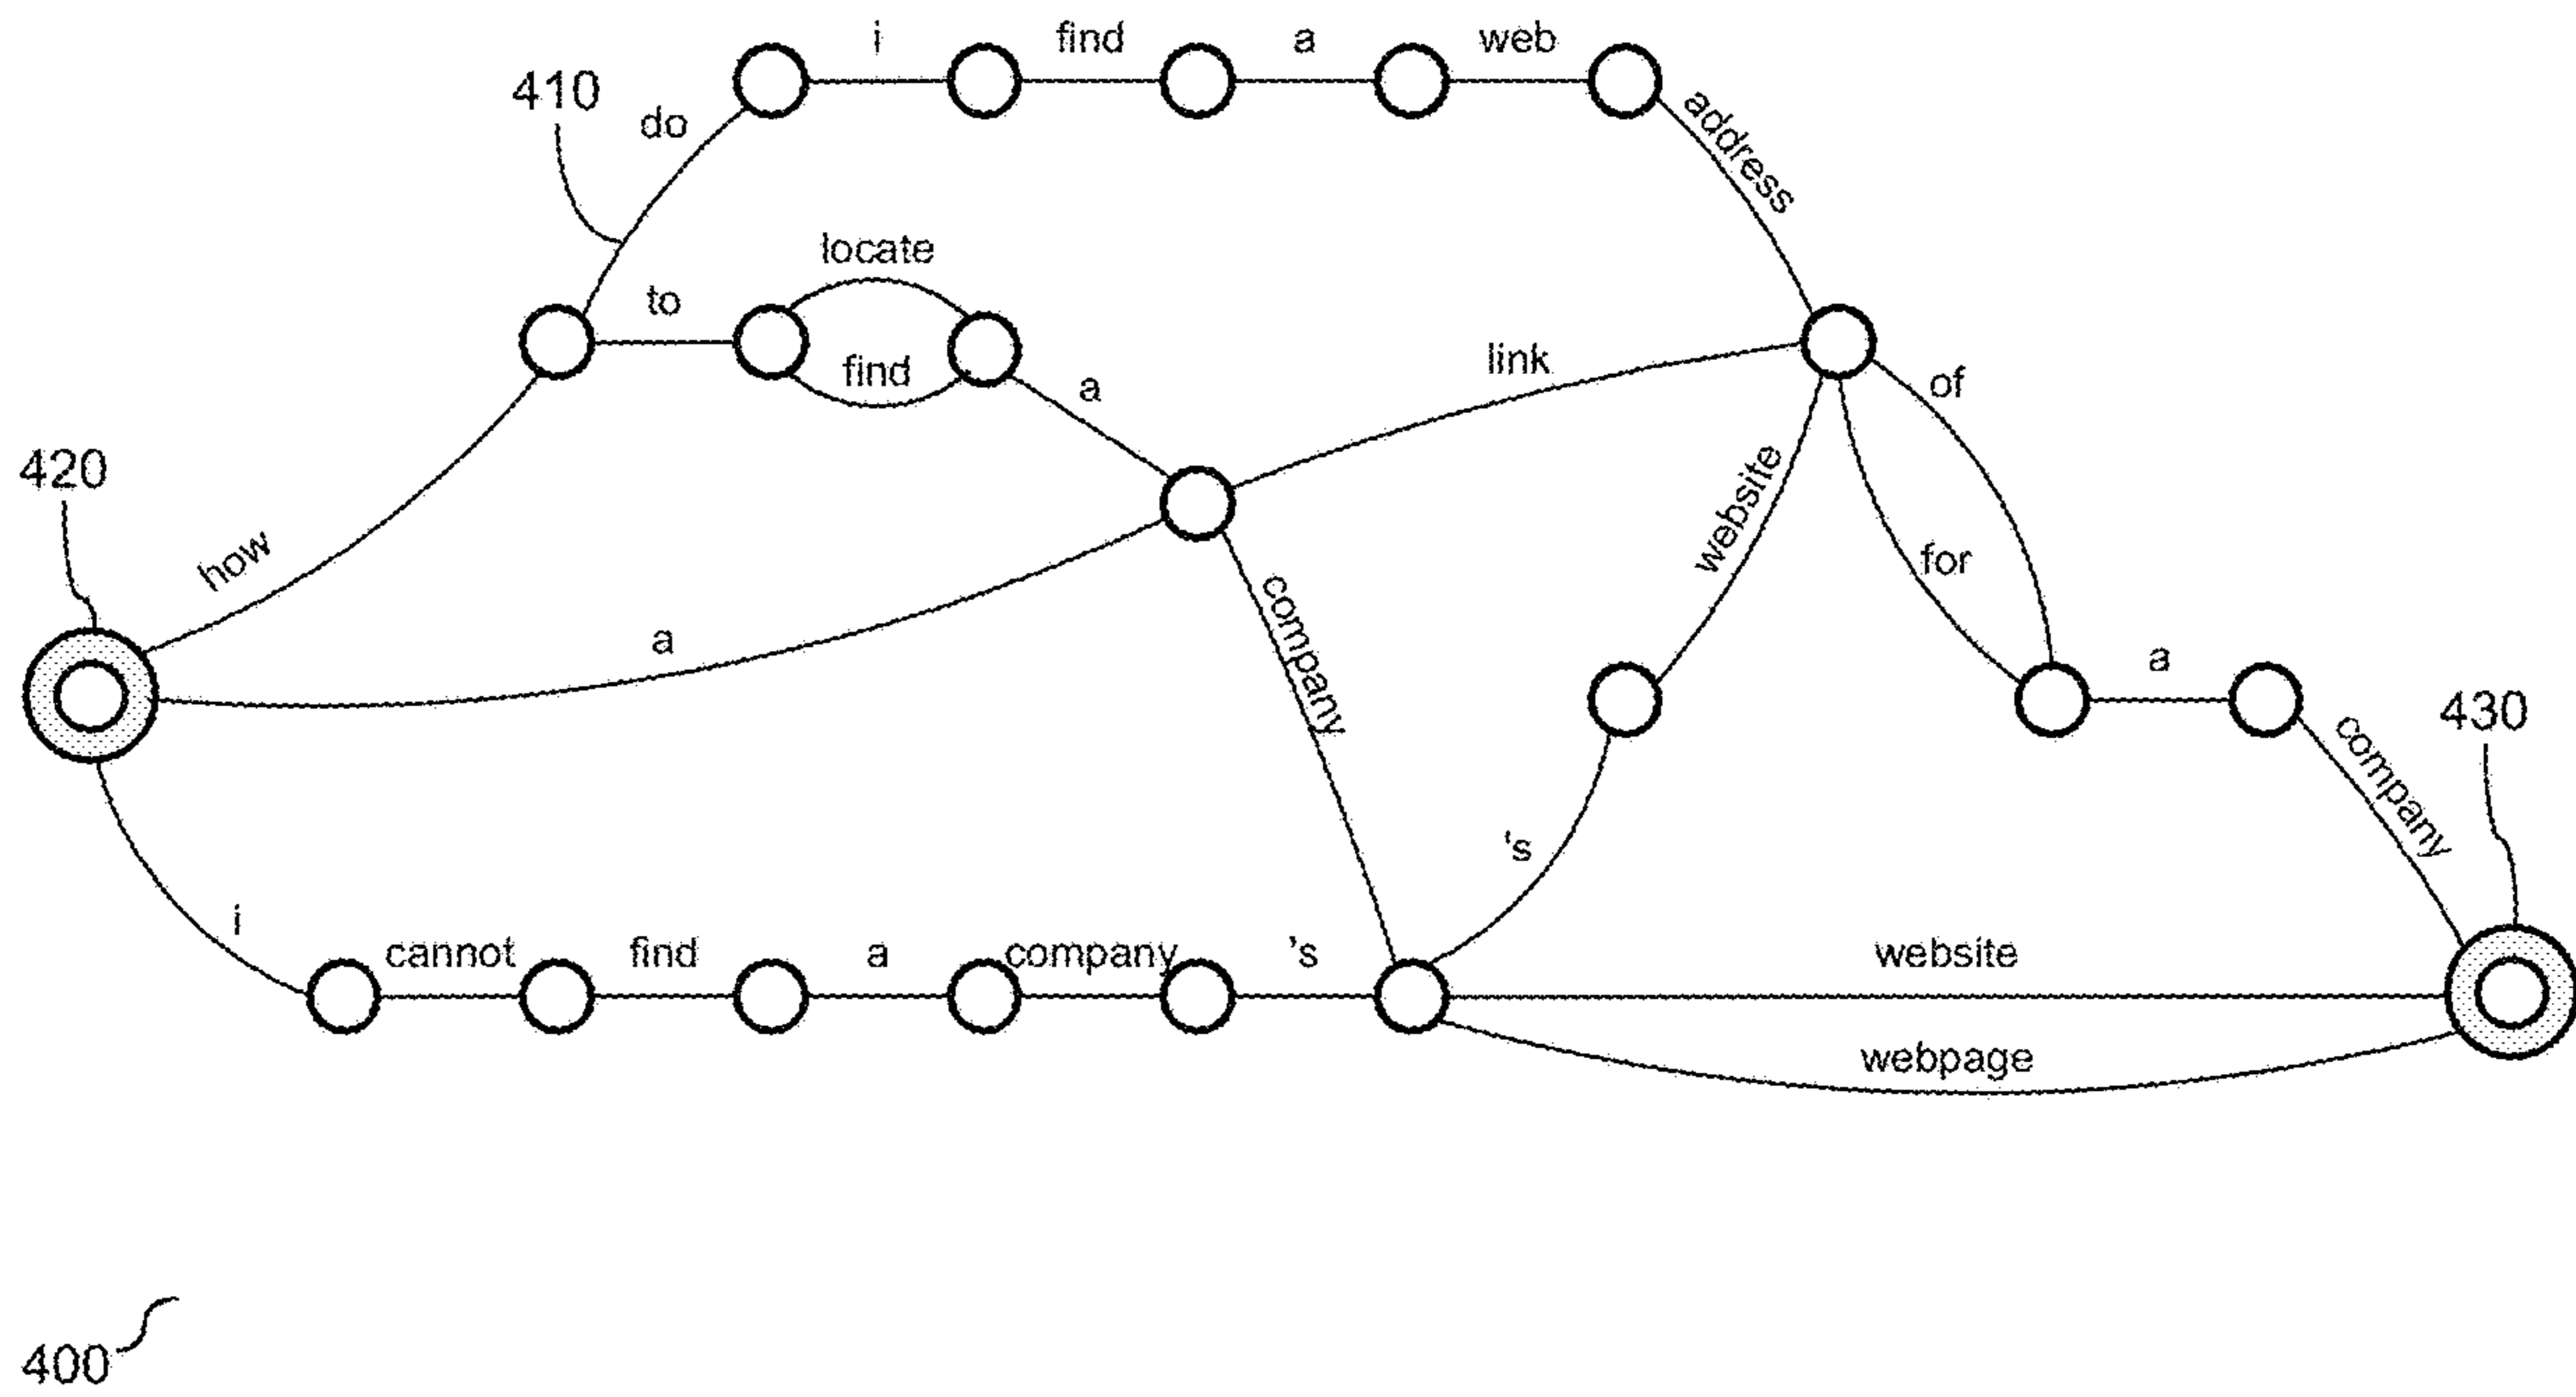 i find a web
410
do
address
locate
to
find
a
link
of
420
website
how
for
company
a
a
430
company
's
i
cannot find a company 's
website
webpage
400